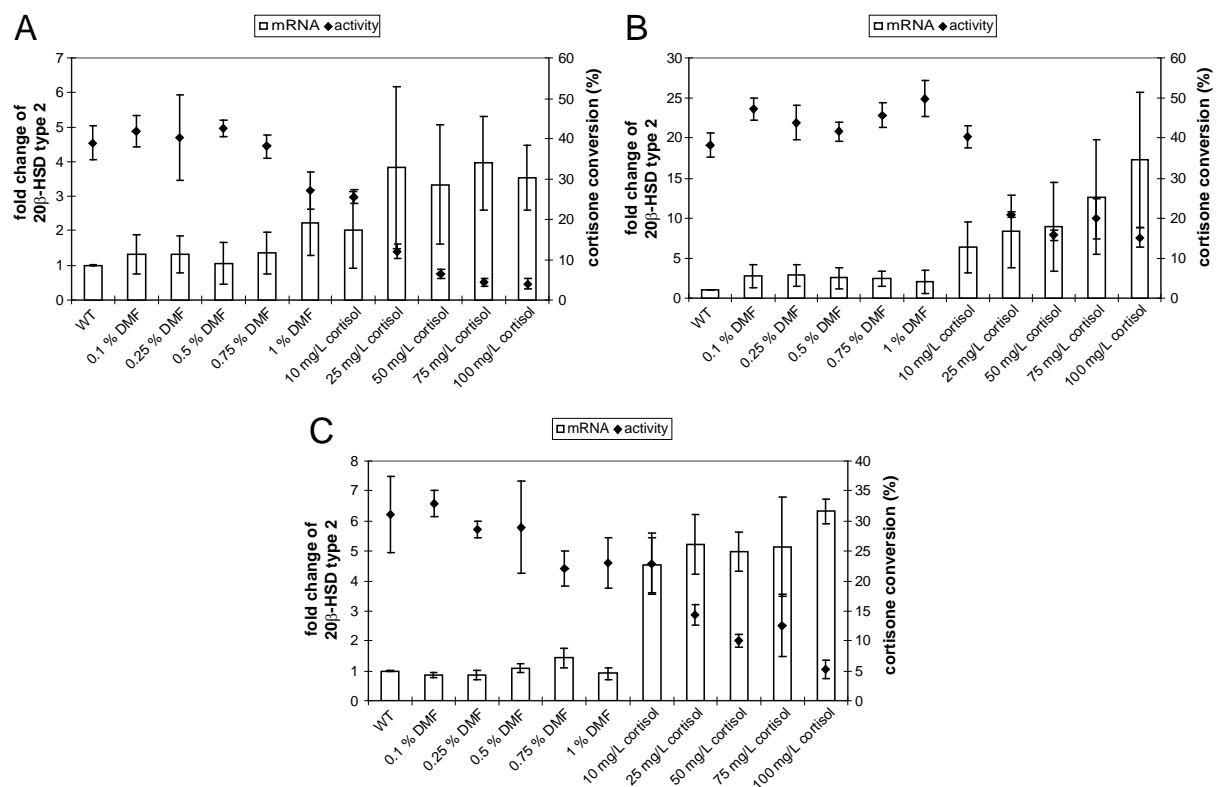 A
mRNA activity
fold change of
20β-HSD type 2
7
6
5
4
3
2
1
0
60
50
40
30
20
10
0
cortisone conversion (%)
WT
0.1 % DMF
0.25 % DMF
0.5 % DMF
0.75 % DMF
1 % DMF
10 mg/L cortisol
25 mg/L cortisol
50 mg/L cortisol
75 mg/L cortisol
100 mg/L cortisol
B
mRNA activity
fold change of
20β-HSD type 2
30
25
20
15
10
5
0
60
50
40
30
20
10
0
cortisone conversion (%)
WT
0.1 % DMF
0.25 % DMF
0.5 % DMF
0.75 % DMF
1 % DMF
10 mg/L cortisol
25 mg/L cortisol
50 mg/L cortisol
75 mg/L cortisol
100 mg/L cortisol
C
mRNA activity
fold change of
20β-HSD type 2
8
7
6
5
4
3
2
1
0
40
35
30
25
20
15
10
5
0
cortisone conversion (%)
WT
0.1 % DMF
0.25 % DMF
0.5 % DMF
0.75 % DMF
1 % DMF
10 mg/L cortisol
25 mg/L cortisol
50 mg/L cortisol
75 mg/L cortisol
100 mg/L cortisol